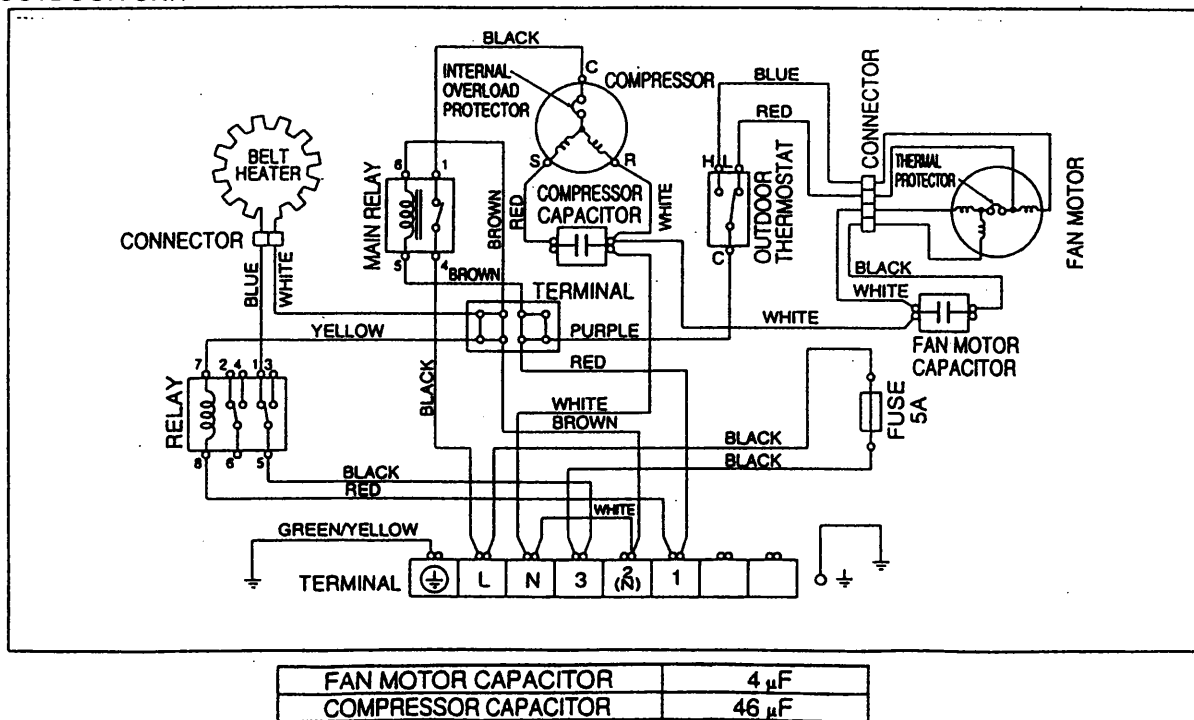 BLACK
INTERNAL
OVERLOAD
PROTECTOR
C
COMPRESSOR
BLUE
RED
CONNECTOR
BELT
HEATER
6 1
S R
H L
THERMAL
PROTECTOR
MAIN RELAY
COMPRESSOR
CAPACITOR
RED
WHITE
BROWN
OUTDOOR
THERMOSTAT
FAN MOTOR
CONNECTOR
5 4
BROWN
C
BLUE
WHITE
TERMINAL
BLACK
WHITE
YELLOW
PURPLE
WHITE
FAN MOTOR
CAPACITOR
7 2 4 1 3
RED
BLACK
RELAY
WHITE
BROWN
FUSE
5A
BLACK
BLACK
8 6 5
BLACK
RED
WHITE
GREEN/YELLOW
TERMINAL
L N 3 2 (N) 1
FAN MOTOR CAPACITOR 4 µF
COMPRESSOR CAPACITOR 46 µF